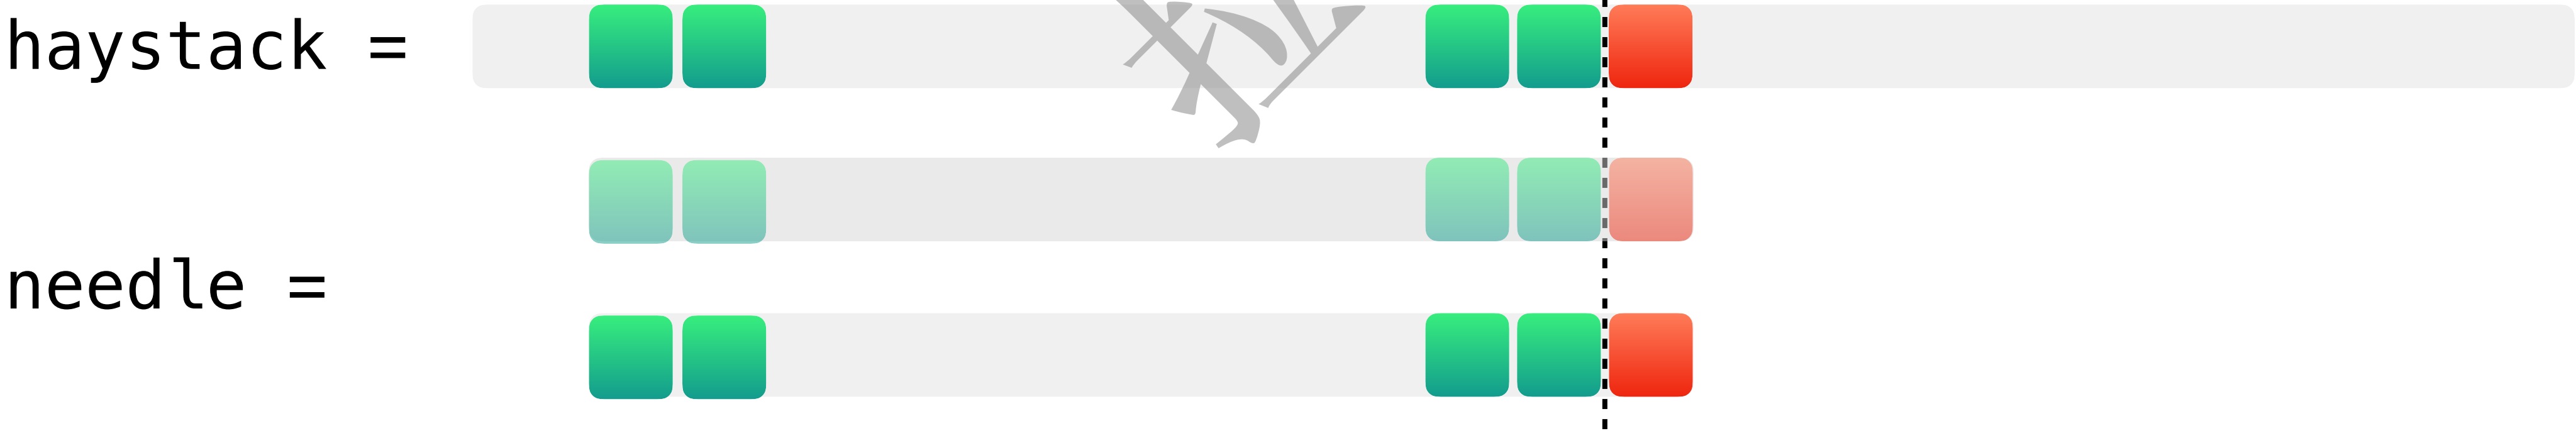 haystack =
needle =